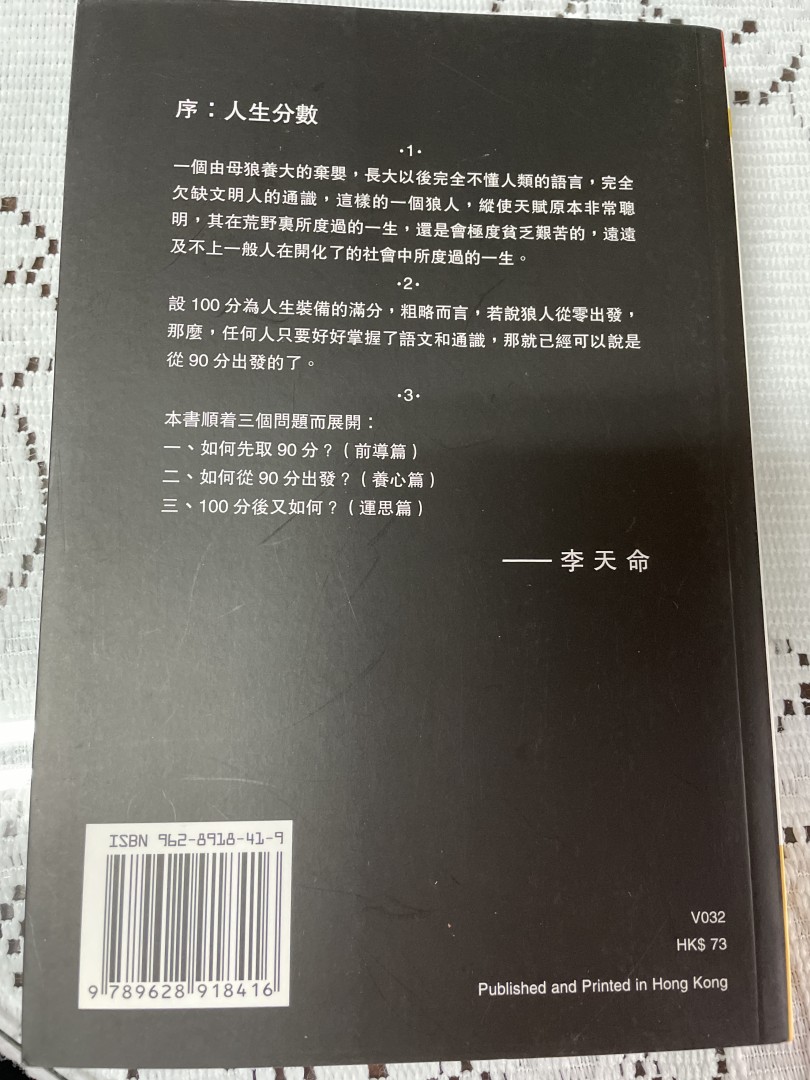 序：人生分數
·1·
一個由母狼養大的棄嬰，長大以後完全不懂人類的語言，完全
欠缺文明人的通識，這樣的一個狼人，縱使天賦原本非常聰
明，其在荒野裏所度過的一生，還是會極度貧乏艱苦的，遠遠
及不上一般人在開化了的社會中所度過的一生。
·2·
設 100 分為人生裝備的滿分，粗略而言，若說狼人從零出發，
那麼，任何人只要好好掌握了語文和通識，那就已經可以說是
從 90 分出發的了。
·3·
本書順着三個問題而展開：
一、如何先取 90 分？（前導篇）
二、如何從 90 分出發？（養心篇）
三、100 分後又如何？（運思篇）
——李天命
ISBN 962-8918-41-9
9 789628 918416
V032
HK$ 73
Published and Printed in Hong Kong